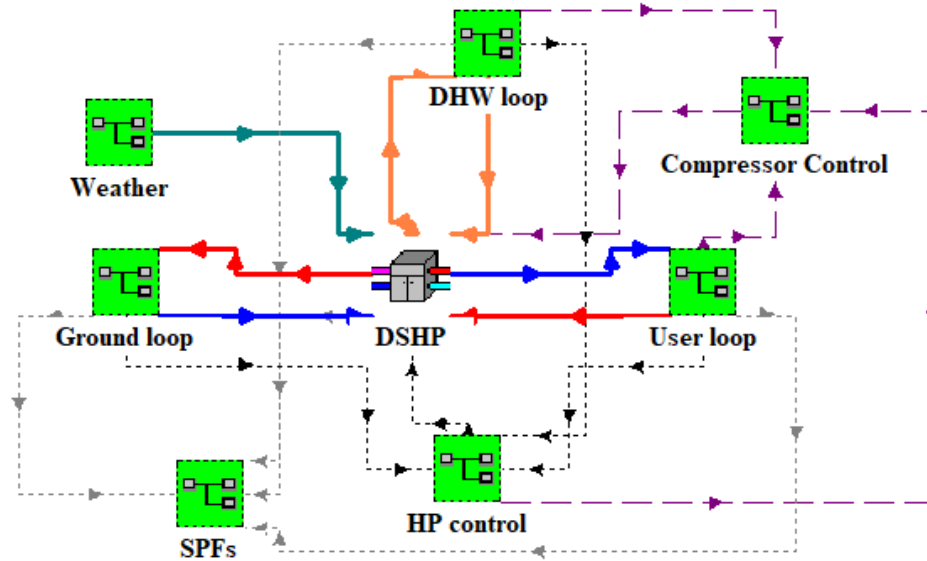 DHW loop
Compressor Control
Weather
Ground loop
DSHP
User loop
SPFs
HP control